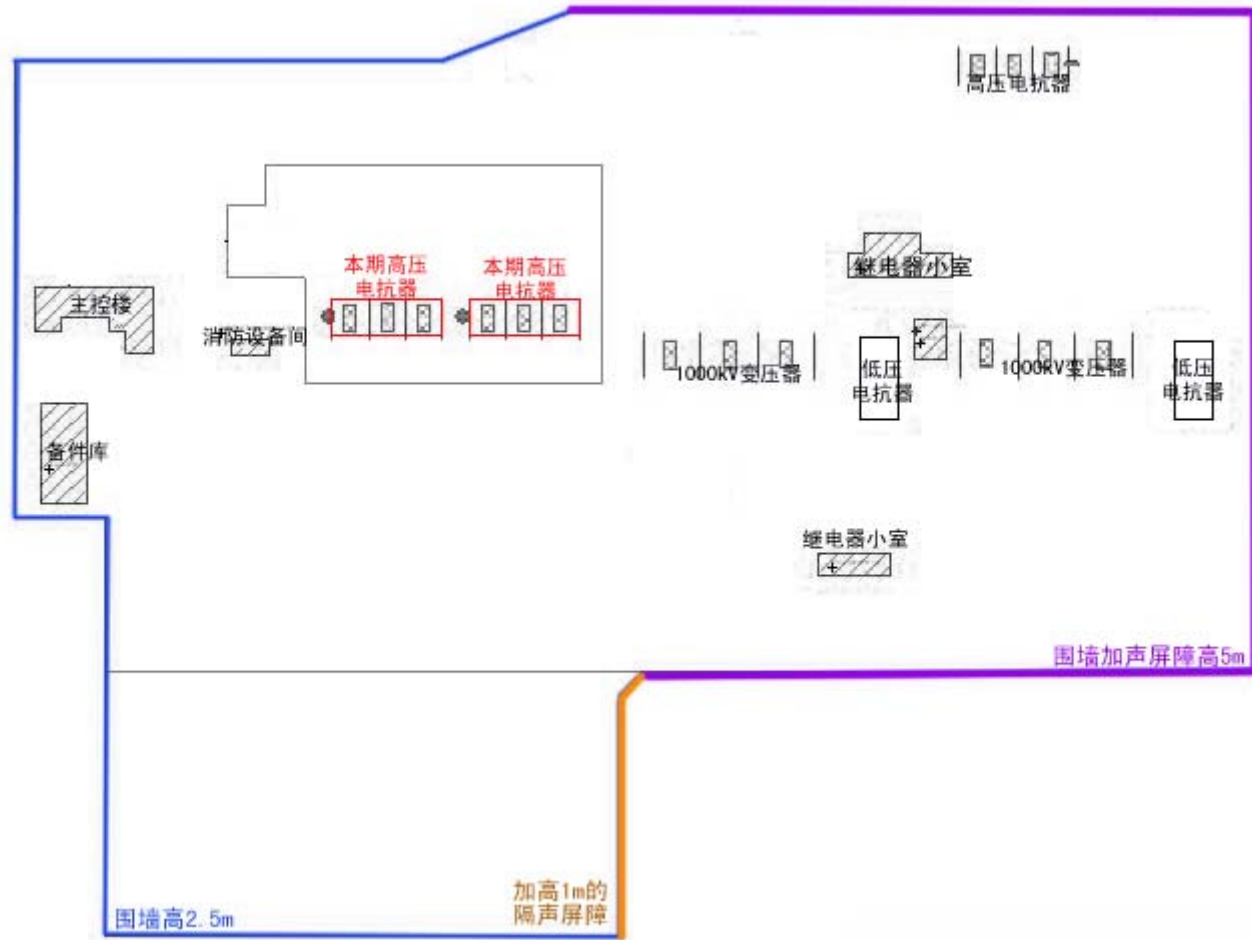 高压电抗器
本期高压
电抗器
本期高压
电抗器
继电器小室
主控楼
消防设备间
1000kV变压器
低压
电抗器
1000kV变压器
低压
电抗器
备件库
继电器小室
围墙加声屏障高5m
加高1m的
隔声屏障
围墙高2.5m